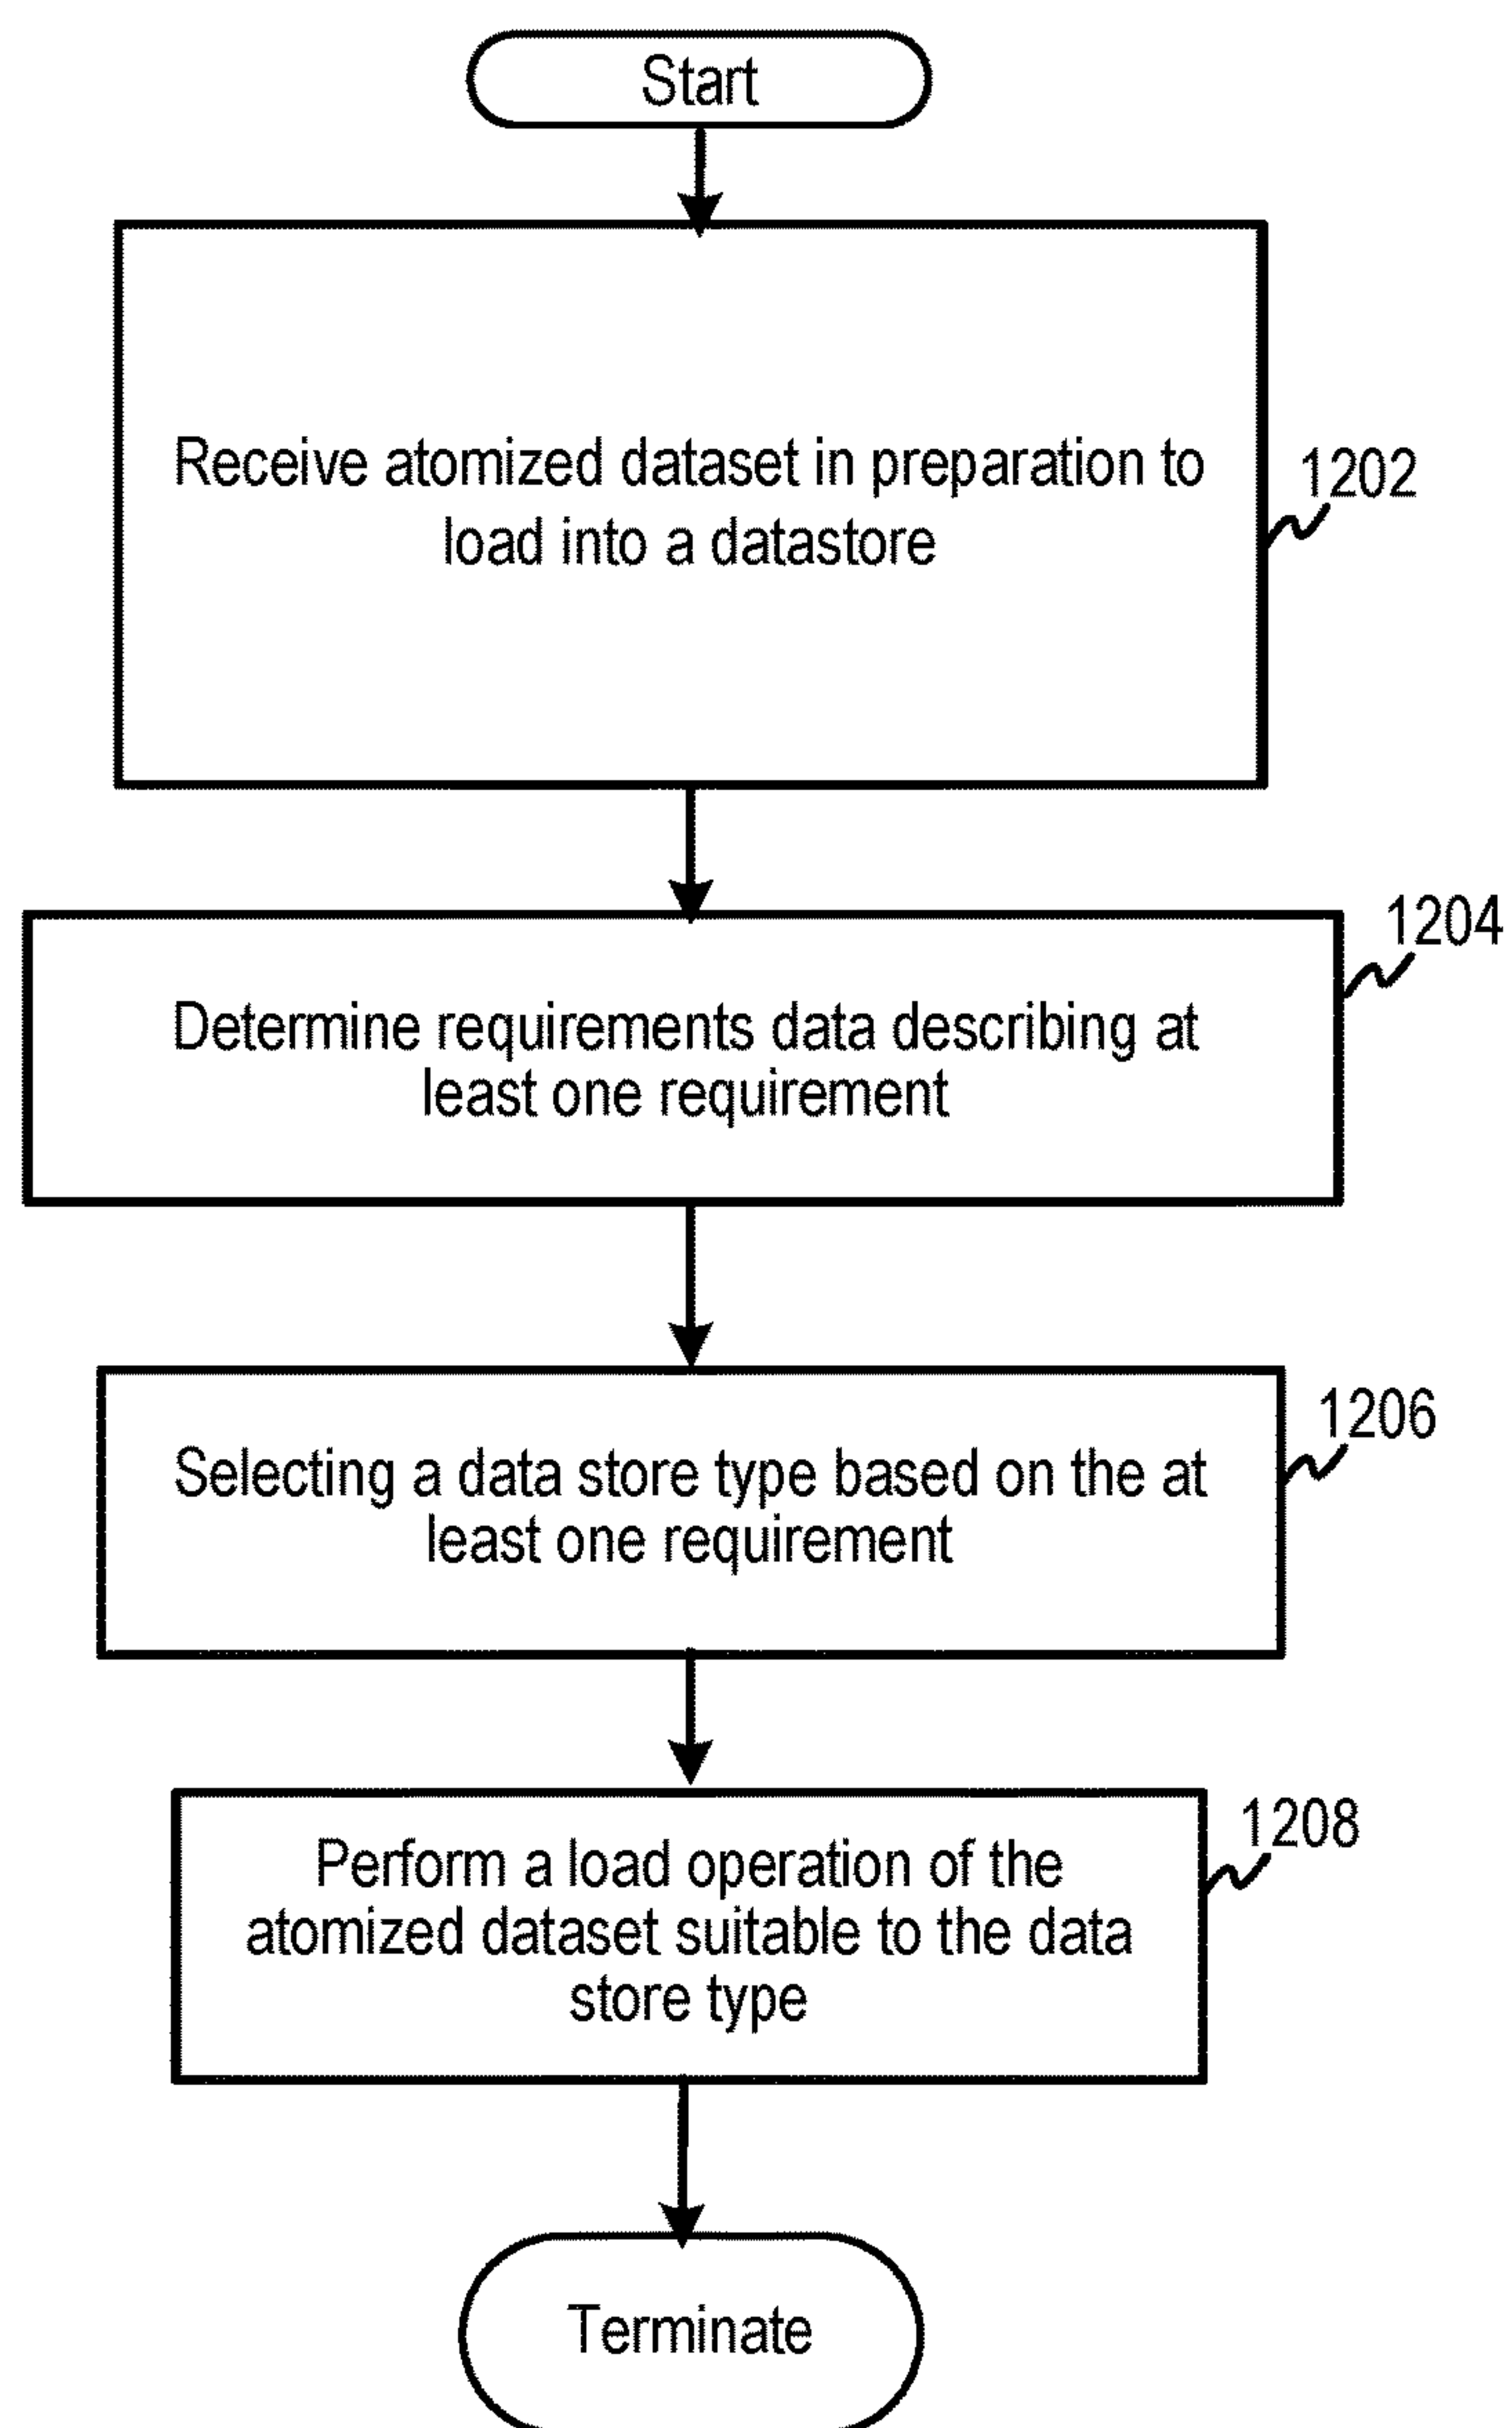 Start
Receive atomized dataset in preparation to
load into a datastore
1202
Determine requirements data describing at
least one requirement
1204
Selecting a data store type based on the at
least one requirement
1206
Perform a load operation of the
atomized dataset suitable to the data
store type
1208
Terminate